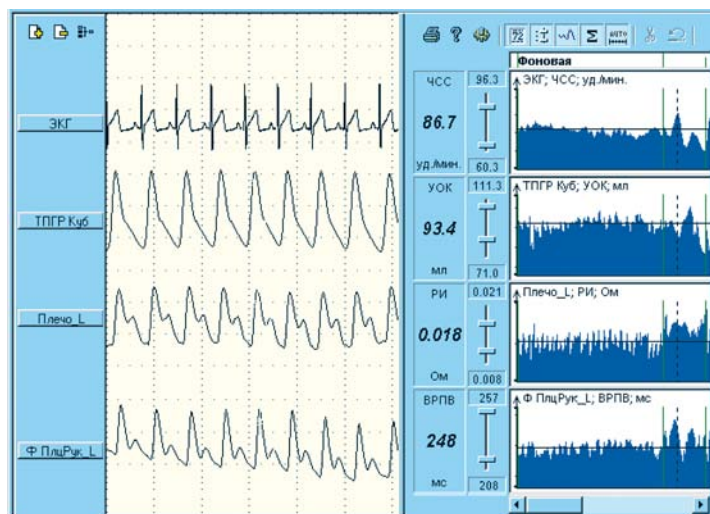 ЭКГ
ТПГР Куб
Плечо_L
Ф ПлцРук_L
AUTO
Фоновая
ЧСС
96.3
86.7
уд./мин.
60.3
ЭКГ; ЧСС; уд./мин.
УОК
111.3
93.4
мл
71.0
ТПГР Куб; УОК; мл
РИ
0.021
0.018
Ом
0.008
Плечо_L; РИ; Ом
ВРПВ
257
248
мс
208
Ф ПлцРук_L; ВРПВ; мс